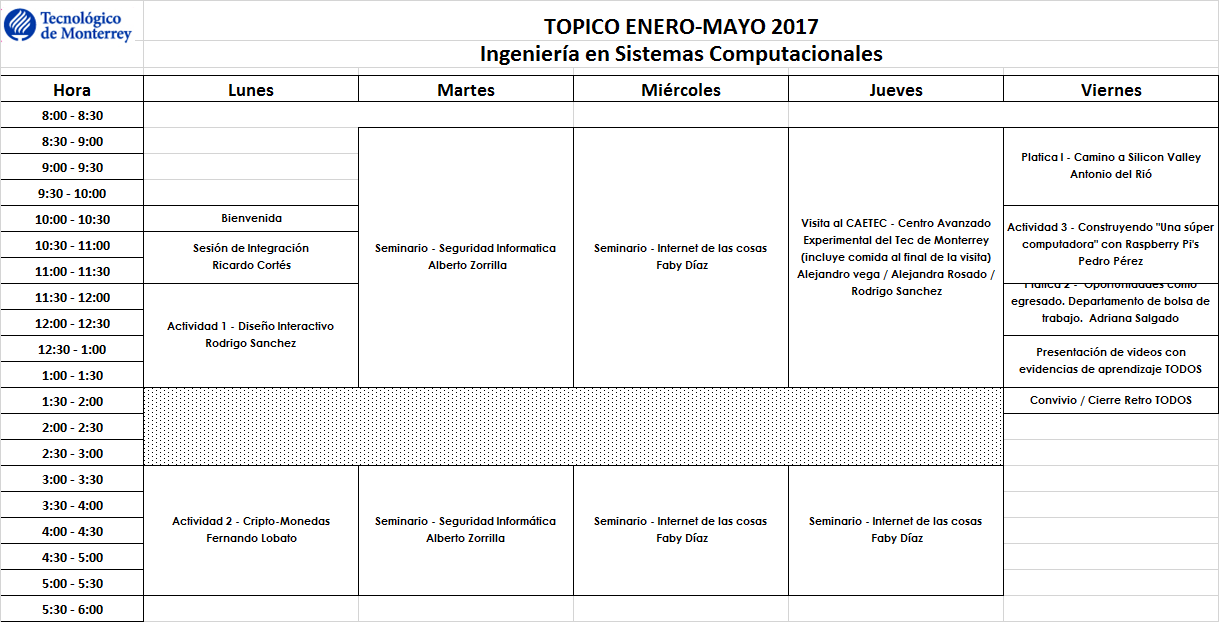 Tecnológico
de Monterrey
TOPICO ENERO-MAYO 2017
Ingeniería en Sistemas Computacionales
Hora
Lunes
Martes
Miércoles
Jueves
Viernes
8:00 - 8:30
8:30 - 9:00
9:00 - 9:30
9:30 - 10:00
10:00 - 10:30
10:30 - 11:00
11:00 - 11:30
11:30 - 12:00
12:00 - 12:30
12:30 - 1:00
1:00 - 1:30
1:30 - 2:00
2:00 - 2:30
2:30 - 3:00
3:00 - 3:30
3:30 - 4:00
4:00 - 4:30
4:30 - 5:00
5:00 - 5:30
5:30 - 6:00
Bienvenida
Sesión de Integración
Ricardo Cortés
Actividad 1 - Diseño Interactivo
Rodrigo Sanchez
Actividad 2 - Cripto-Monedas
Fernando Lobato
Seminario - Seguridad Informatica
Alberto Zorrilla
Seminario - Seguridad Informática
Alberto Zorrilla
Seminario - Internet de las cosas
Faby Díaz
Seminario - Internet de las cosas
Faby Díaz
Visita al CAETEC - Centro Avanzado
Experimental del Tec de Monterrey
(incluye comida al final de la visita)
Alejandro vega / Alejandra Rosado /
Rodrigo Sanchez
Seminario - Internet de las cosas
Faby Díaz
Platica I - Camino a Silicon Valley
Antonio del Rió
Actividad 3 - Construyendo "Una súper
computadora" con Raspberry Pi's
Pedro Pérez
Platica 2 - Oportunidades como
egresado. Departamento de bolsa de
trabajo. Adriana Salgado
Presentación de videos con
evidencias de aprendizaje TODOS
Convivio / Cierre Retro TODOS